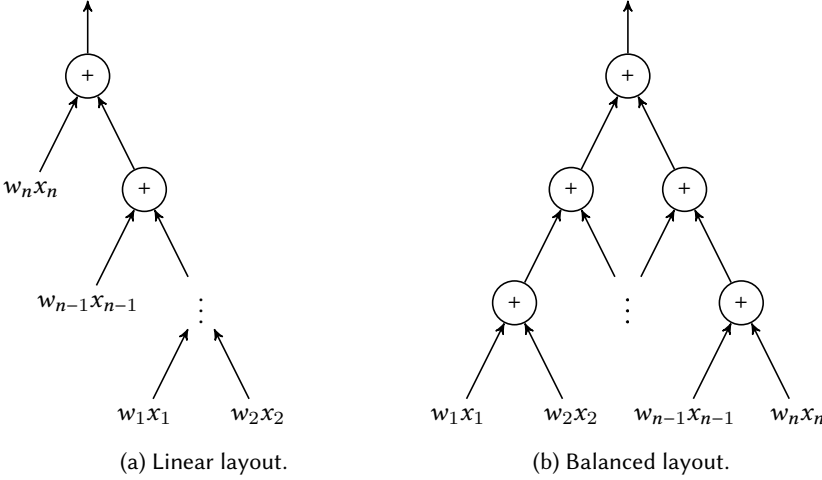 + +
wₙxₙ + + +
wₙ₋₁xₙ₋₁ ⋮ + ⋮ +
w₁x₁ w₂x₂ w₁x₁ w₂x₂ wₙ₋₁xₙ₋₁ wₙxₙ
(a) Linear layout. (b) Balanced layout.